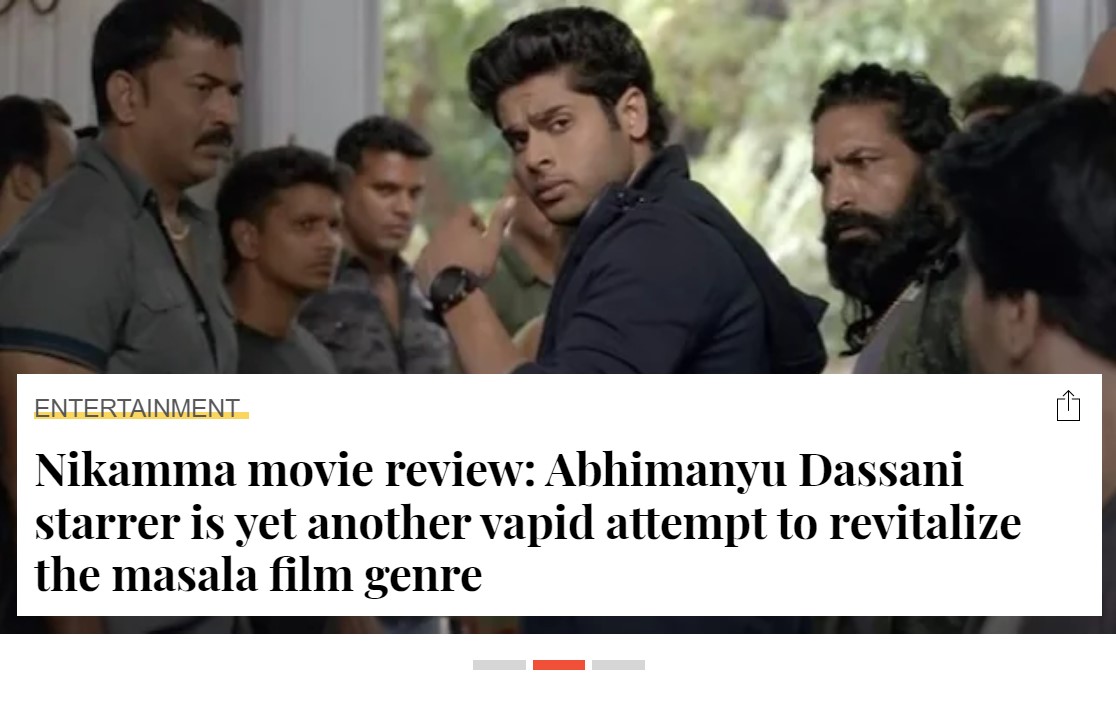 ENTERTAINMENT
Nikamma movie review: Abhimanyu Dassani
starrer is yet another vapid attempt to revitalize
the masala film genre